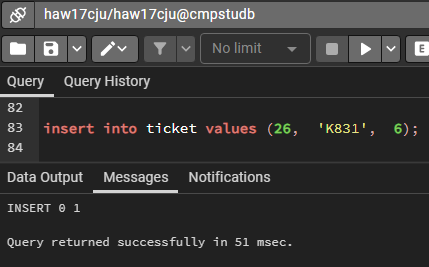 haw17cju/haw17cju@cmpstudb
No limit
E
Query Query History
82
83 insert into ticket values (26, 'K831', 6);
84
Data Output Messages Notifications
INSERT 0 1
Query returned successfully in 51 msec.